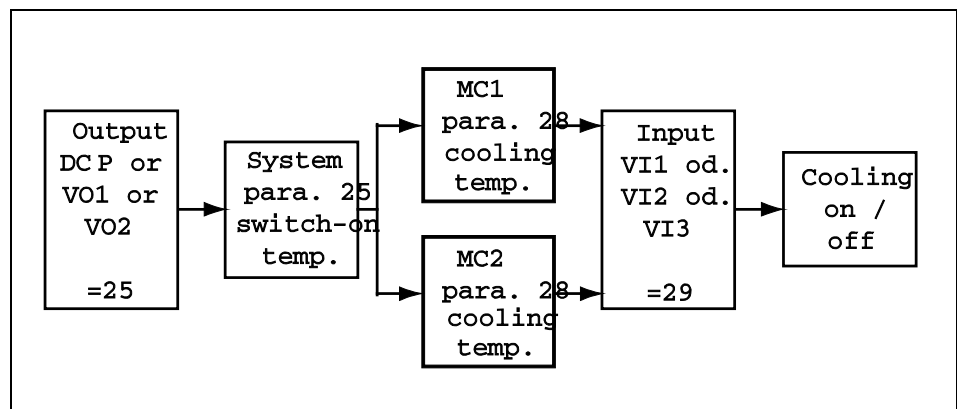 Output
DCP or
VO1 or
VO2
=25
System
para. 25
switch-on
temp.
MC1
para. 28
cooling
temp.
MC2
para. 28
cooling
temp.
Input
VI1 od.
VI2 od.
VI3
=29
Cooling
on /
off